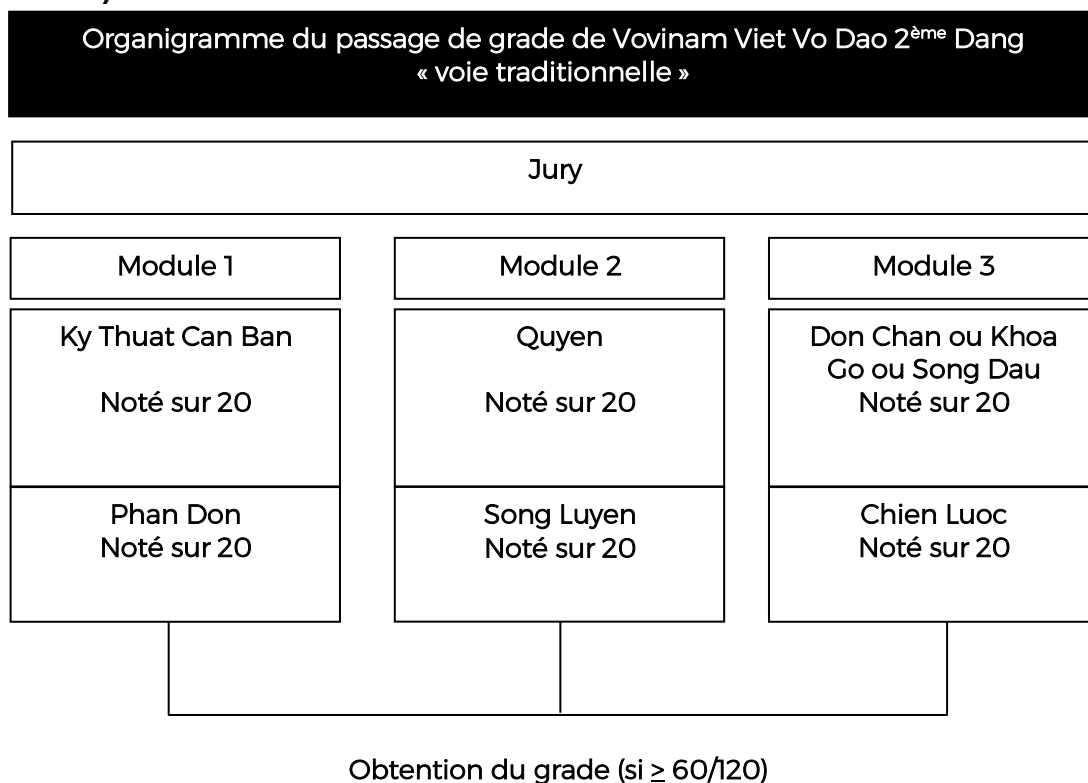 Organigramme du passage de grade de Vovinam Viet Vo Dao 2ème Dang
« voie traditionnelle »
Jury
Module 1
Ky Thuat Can Ban
Noté sur 20
Phan Don
Noté sur 20
Module 2
Quyen
Noté sur 20
Song Luyen
Noté sur 20
Module 3
Don Chan ou Khoa
Go ou Song Dau
Noté sur 20
Chien Luoc
Noté sur 20
Obtention du grade (si ≥ 60/120)